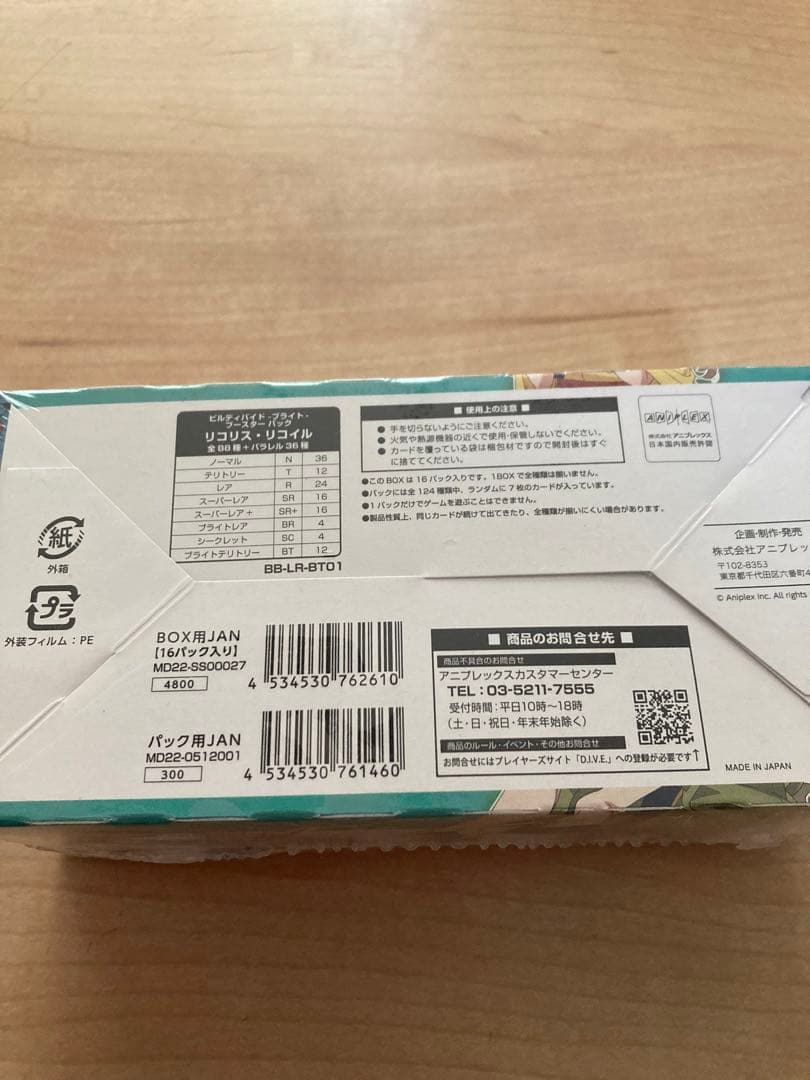 ビルディバイド -ブライト-
ブースターパック
リコリス・リコイル
全88種+パラレル36種
ノーマル N 36
テリトリー T 12
レア R 24
スーパーレア SR 16
スーパーレア+ SR+ 16
ブライトレア BR 4
シークレット SC 4
ブライトテリトリー BT 12
BB-LR-BT01
■ 使用上の注意 ■
● 手を切らないようにご注意ください。
● 火気や熱源機器の近くで使用・保管しないでください。
● カードを覆っている袋は梱包材ですので開封後はすぐ
に捨ててください。
●このBOXは16パック入りです。1BOXで全種類は揃いません。
●パックには全124種類中、ランダムに7枚のカードが入っています。
●1パックだけでゲームを遊ぶことはできません。
●製品性質上、同じカードが続けて出てきたり、全種類が揃いにくい場合があります。
ANIPLEX
株式会社アニプレックス
日本国内販売許諾
企画・制作・発売
株式会社アニプレッ
〒102-8353
東京都千代田区六番町4
© Aniplex Inc. All rights
紙
外箱
プラ
外装フィルム:PE
BOX用JAN
【16パック入り】
MD22-SS00027
4800
4 534530 762610
パック用JAN
MD22-0512001
300
4 534530 761460
■ 商品のお問合せ先 ■
商品不具合のお問合せ
アニプレックスカスタマーセンター
TEL:03-5211-7555
受付時間:平日10時～18時
(土・日・祝日・年末年始除く)
商品のルール・イベント・その他お問合せ
お問合せにはプレイヤーズサイト「D.I.V.E.」への登録が必要です↑
MADE IN JAPAN